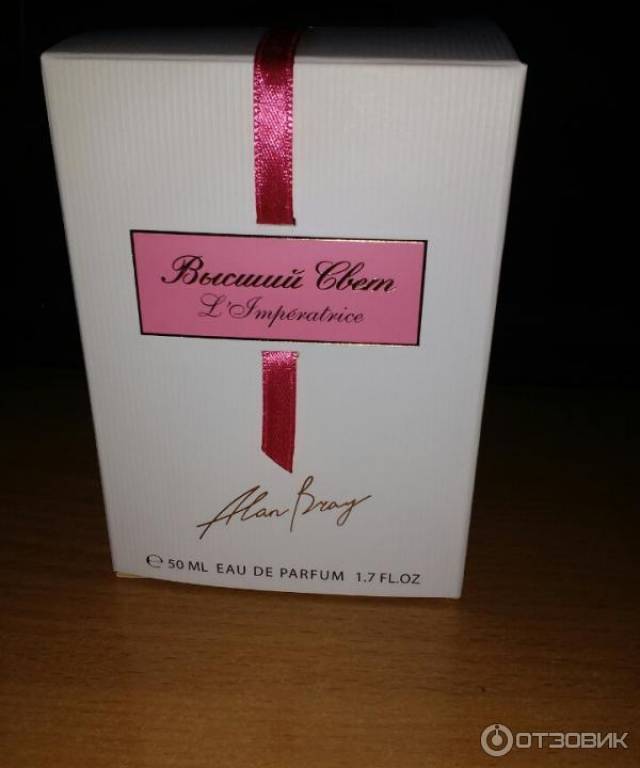 Высший Свет
L'Impératrice
Alan Bray
℮ 50 ML EAU DE PARFUM 1.7 FL.OZ
ОТЗОВИК